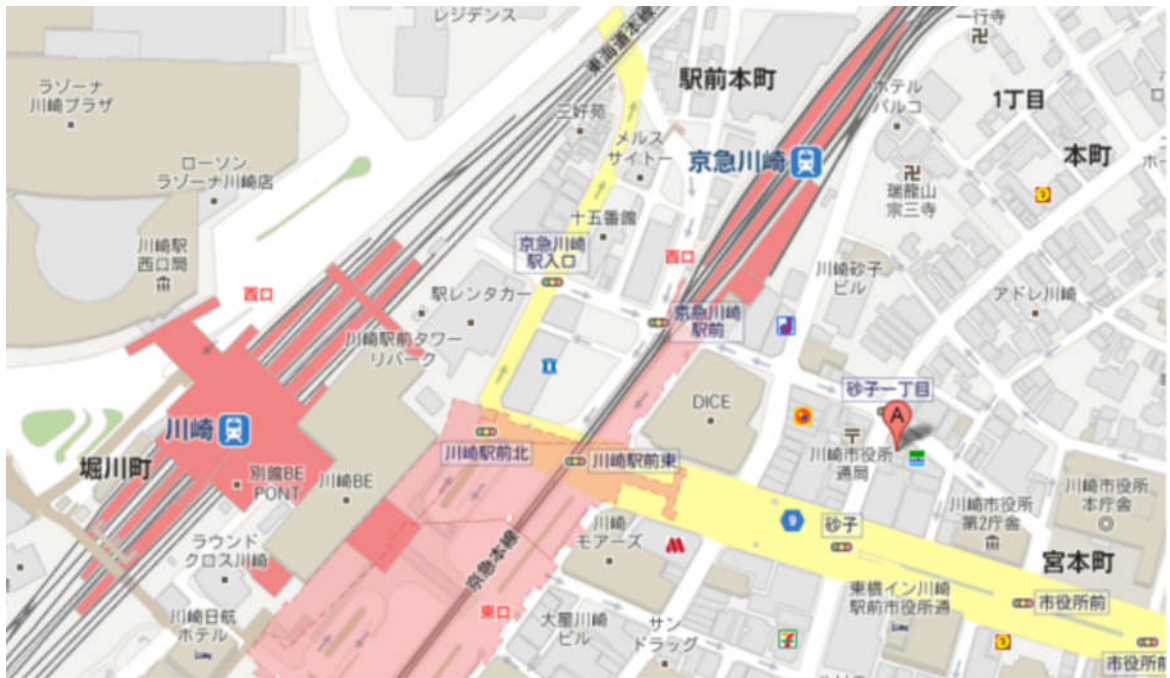 レジデンス
東海道本線
一行寺
ラゾーナ
川崎プラザ
駅前本町
ホテル
パルコ
1丁目
三好苑
メルス
サイトー
京急川崎
本町
ローソン
ラゾーナ川崎店
瑞龍山
宗三寺
十五番館
川崎駅
西口局
京急川崎
駅入口
西口
川崎砂子
ビル
西口
駅レンタカー
アドレ川崎
京急川崎
駅前
川崎駅前タワー
リバーク
砂子一丁目
DICE
A
川崎
川崎駅前北
川崎駅前東
川崎市役所
通局
堀川町
別館BE
PONT
川崎BE
川崎市役所
本庁舎
川崎市役所
第2庁舎
9
砂子
川崎
モアーズ
ラウンド
クロス川崎
京急本線
宮本町
東横イン川崎
駅前市役所通
市役所前
東口
川崎日航
ホテル
大星川崎
ビル
サン
ドラッグ
7
市役所前